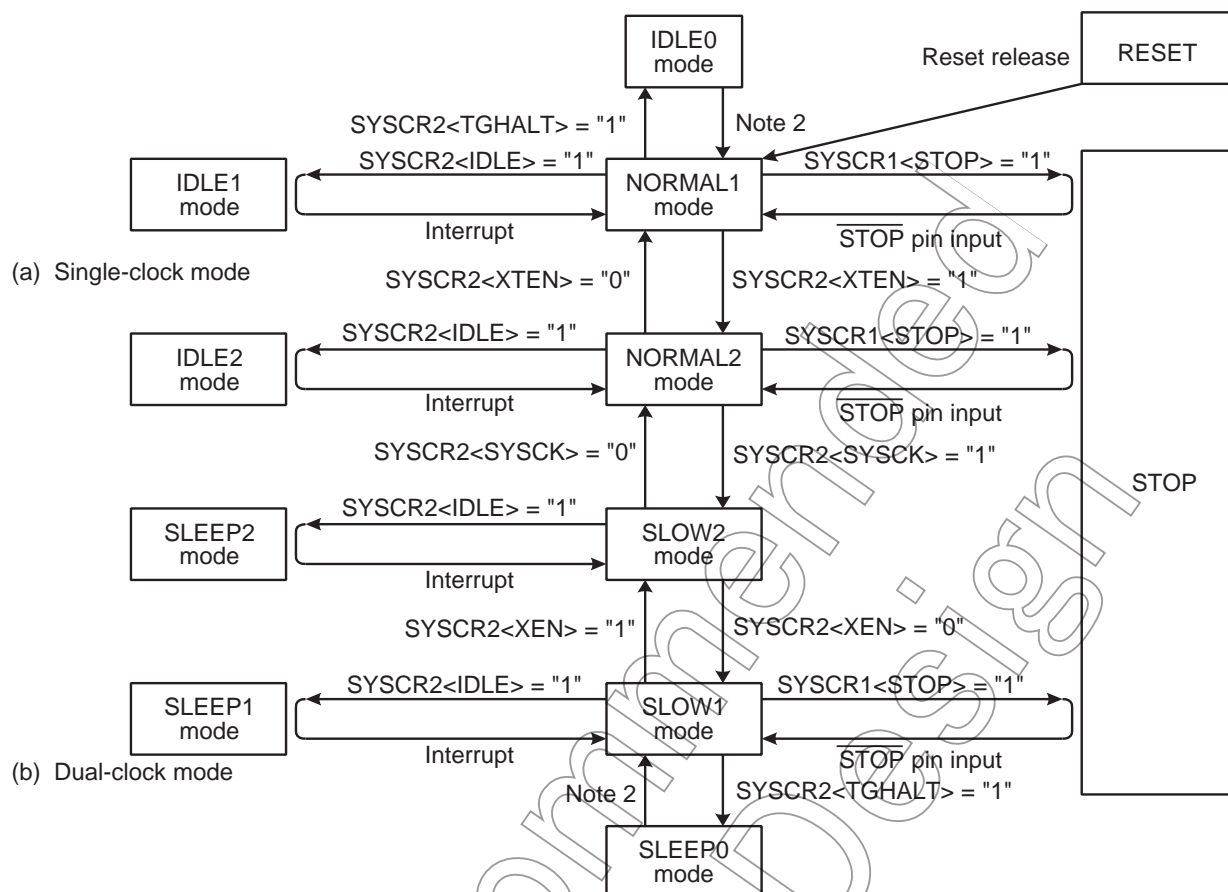 IDLE0
mode
Reset release
RESET
SYSCR2<TGHALT> = "1"
Note 2
SYSCR2<IDLE> = "1"
SYSCR1<STOP> = "1"
IDLE1
mode
NORMAL1
mode
Interrupt
STOP pin input
(a) Single-clock mode
SYSCR2<XTEN> = "0"
SYSCR2<XTEN> = "1"
SYSCR2<IDLE> = "1"
SYSCR1<STOP> = "1"
IDLE2
mode
NORMAL2
mode
Interrupt
STOP pin input
SYSCR2<SYSCK> = "0"
SYSCR2<SYSCK> = "1"
STOP
SYSCR2<IDLE> = "1"
SLEEP2
mode
SLOW2
mode
Interrupt
SYSCR2<XEN> = "1"
SYSCR2<XEN> = "0"
SYSCR2<IDLE> = "1"
SYSCR1<STOP> = "1"
SLEEP1
mode
SLOW1
mode
Interrupt
STOP pin input
(b) Dual-clock mode
Note 2
SYSCR2<TGHALT> = "1"
SLEEP0
mode
Design